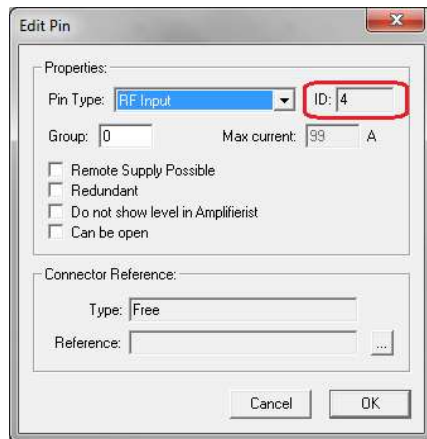 Edit Pin
Properties:
Pin Type: RF Input ID: 4
Group: 0 Max current: 99 A
Remote Supply Possible
Redundant
Do not show level in Amplifierist
Can be open
Connector Reference:
Type: Free
Reference: ...
Cancel OK